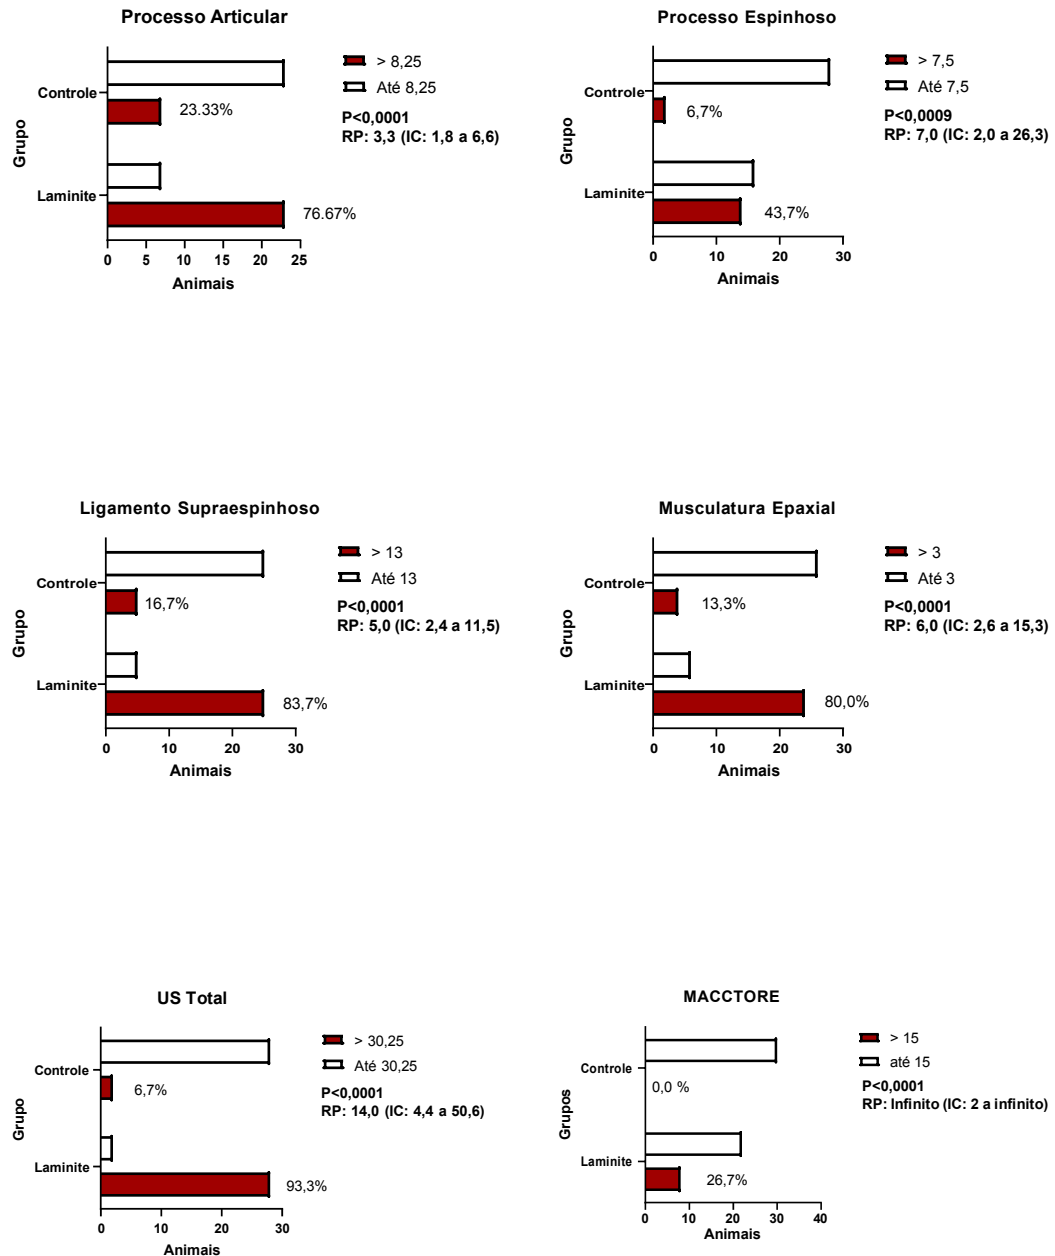 Processo Articular
> 8,25
Até 8,25
P<0,0001
RP: 3,3 (IC: 1,8 a 6,6)
Grupo
Controle
23.33%
Laminite
76.67%
0 5 10 15 20 25
Animais
Processo Espinhoso
> 7,5
Até 7,5
P<0,0009
RP: 7,0 (IC: 2,0 a 26,3)
Grupo
Controle
6,7%
Laminite
43,7%
0 10 20 30
Animais
Ligamento Supraespinhoso
> 13
Até 13
P<0,0001
RP: 5,0 (IC: 2,4 a 11,5)
Grupo
Controle
16,7%
Laminite
83,7%
0 10 20 30
Animais
Musculatura Epaxial
> 3
Até 3
P<0,0001
RP: 6,0 (IC: 2,6 a 15,3)
Grupo
Controle
13,3%
Laminite
80,0%
0 10 20 30
Animais
US Total
> 30,25
Até 30,25
P<0,0001
RP: 14,0 (IC: 4,4 a 50,6)
Grupo
Controle
6,7%
Laminite
93,3%
0 10 20 30
Animais
MACCTORE
> 15
até 15
P<0,0001
RP: Infinito (IC: 2 a infinito)
Grupos
Controle
0,0 %
Laminite
26,7%
0 10 20 30 40
Animais